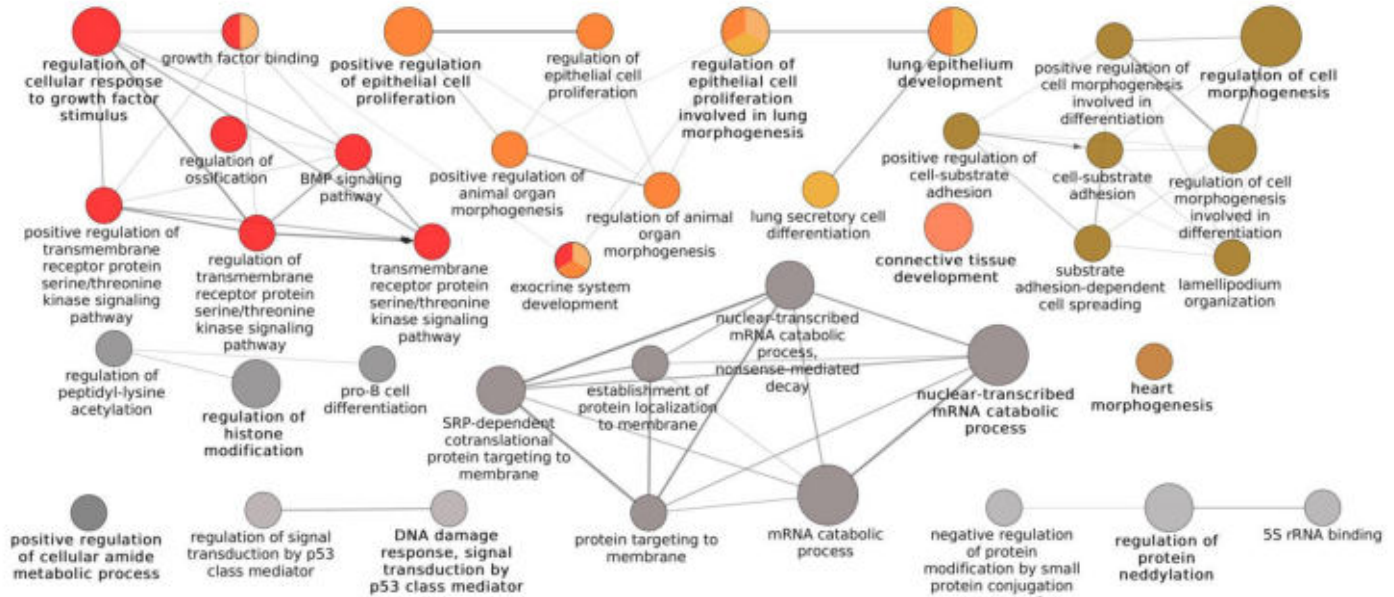 regulation of
cellular response
to growth factor
stimulus
growth factor binding
positive regulation
of epithelial cell
proliferation
regulation of
epithelial cell
proliferation
regulation of
epithelial cell
proliferation
involved in lung
morphogenesis
lung epithelium
development
positive regulation of
cell morphogenesis
involved in
differentiation
regulation of cell
morphogenesis
regulation of
ossification
BMP signaling
pathway
positive regulation of
animal organ
morphogenesis
regulation of animal
organ
morphogenesis
lung secretory cell
differentiation
positive regulation of
cell-substrate
adhesion
cell-substrate
adhesion
regulation of cell
morphogenesis
involved in
differentiation
positive regulation of
transmembrane
receptor protein
serine/threonine
kinase signaling
pathway
regulation of
transmembrane
receptor protein
serine/threonine
kinase signaling
pathway
transmembrane
receptor protein
serine/threonine
kinase signaling
pathway
exocrine system
development
connective tissue
development
substrate
adhesion-dependent
cell spreading
lamellipodium
organization
regulation of
peptidyl-lysine
acetylation
regulation of
histone
modification
pro-B cell
differentiation
nuclear-transcribed
mRNA catabolic
process,
nonsense-mediated
decay
establishment of
protein localization
to membrane
SRP-dependent
cotranslational
protein targeting to
membrane
nuclear-transcribed
mRNA catabolic
process
heart
morphogenesis
positive regulation
of cellular amide
metabolic process
regulation of signal
transduction by p53
class mediator
DNA damage
response, signal
transduction by
p53 class mediator
protein targeting to
membrane
mRNA catabolic
process
negative regulation
of protein
modification by small
protein conjugation
regulation of
protein
neddylation
5S rRNA binding